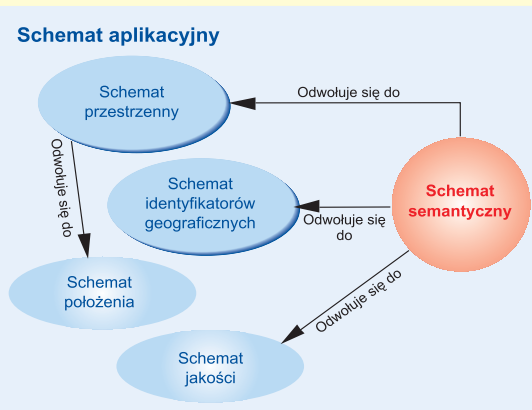 Schemat aplikacyjny
Schemat
przestrzenny
Odwołuje się do
Odwołuje się do
Schemat
identyfikatorów
geograficznych
Odwołuje się
do
Schemat
semantyczny
Schemat
położenia
Odwołuje się do
Schemat
jakości